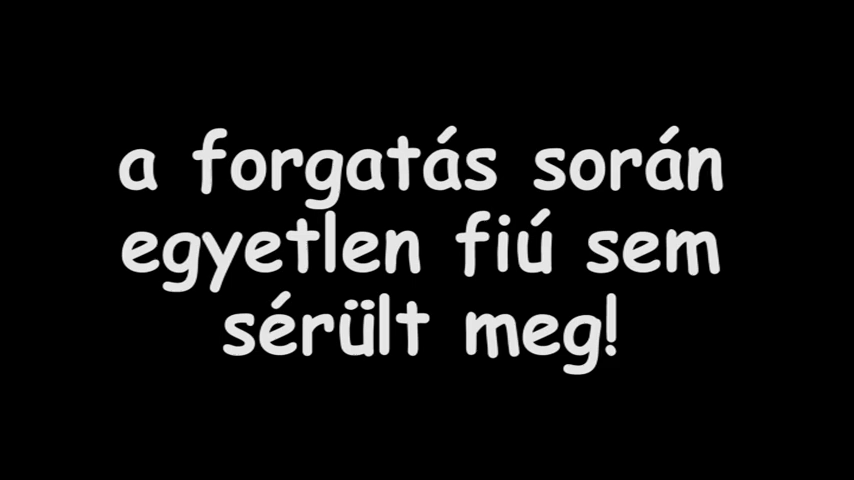 a forgatás során
egyetlen fiú sem
sérült meg!